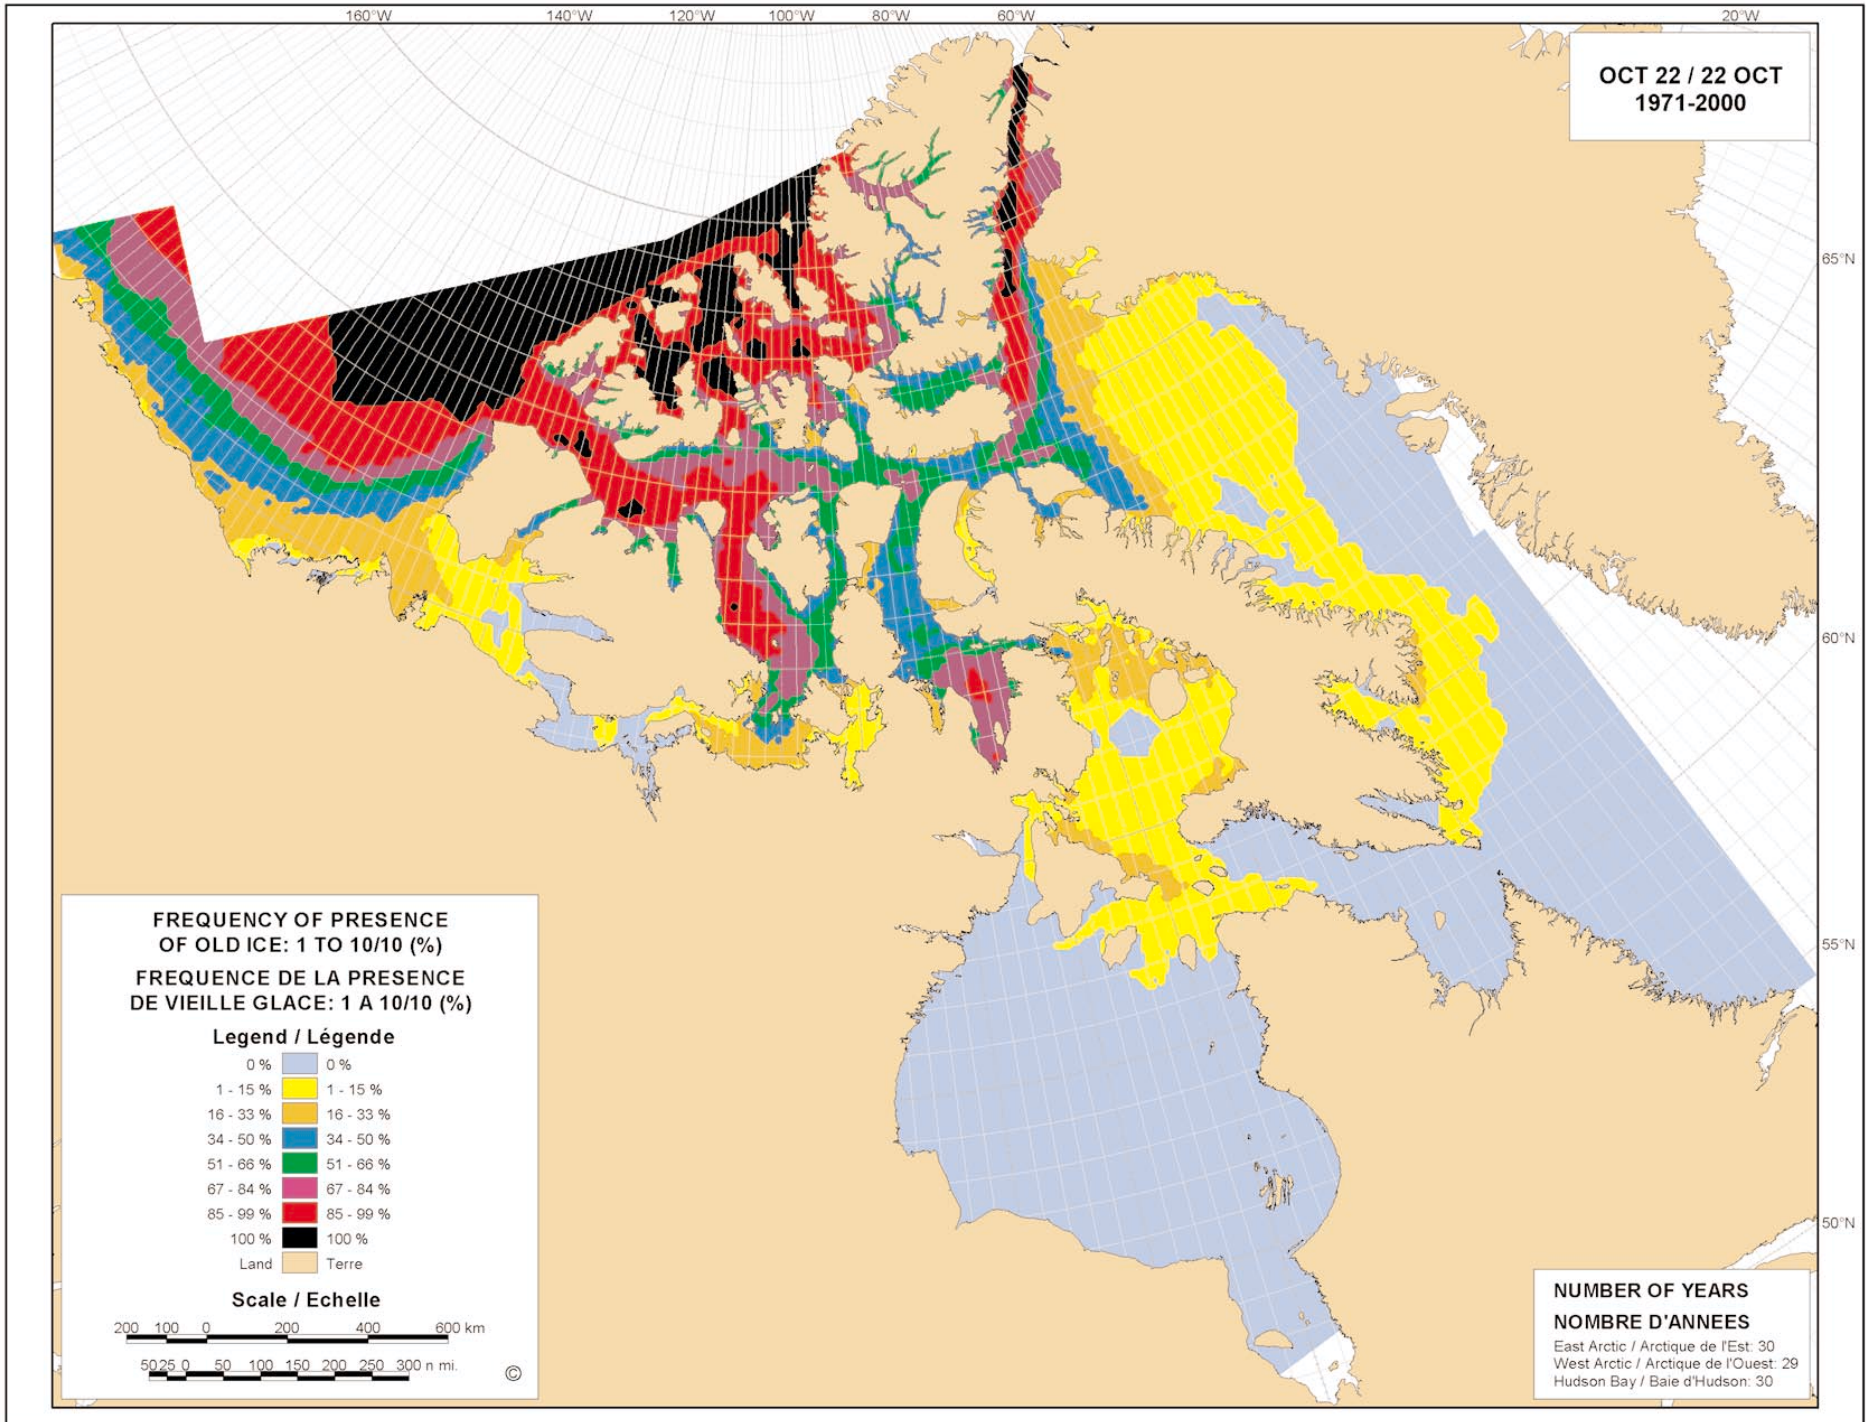 160°W 140°W 120°W 100°W 80°W 60°W 20°W
OCT 22 / 22 OCT
1971-2000
65°N
60°N
55°N
50°N
FREQUENCY OF PRESENCE
OF OLD ICE: 1 TO 10/10 (%)
FREQUENCE DE LA PRESENCE
DE VIEILLE GLACE: 1 A 10/10 (%)
Legend / Légende
0 % 0 %
1 - 15 % 1 - 15 %
16 - 33 % 16 - 33 %
34 - 50 % 34 - 50 %
51 - 66 % 51 - 66 %
67 - 84 % 67 - 84 %
85 - 99 % 85 - 99 %
100 % 100 %
Land Terre
Scale / Echelle
200 100 0 200 400 600 km
50 25 0 50 100 150 200 250 300 n mi.
©
NUMBER OF YEARS
NOMBRE D'ANNEES
East Arctic / Arctique de l'Est: 30
West Arctic / Arctique de l'Ouest: 29
Hudson Bay / Baie d'Hudson: 30